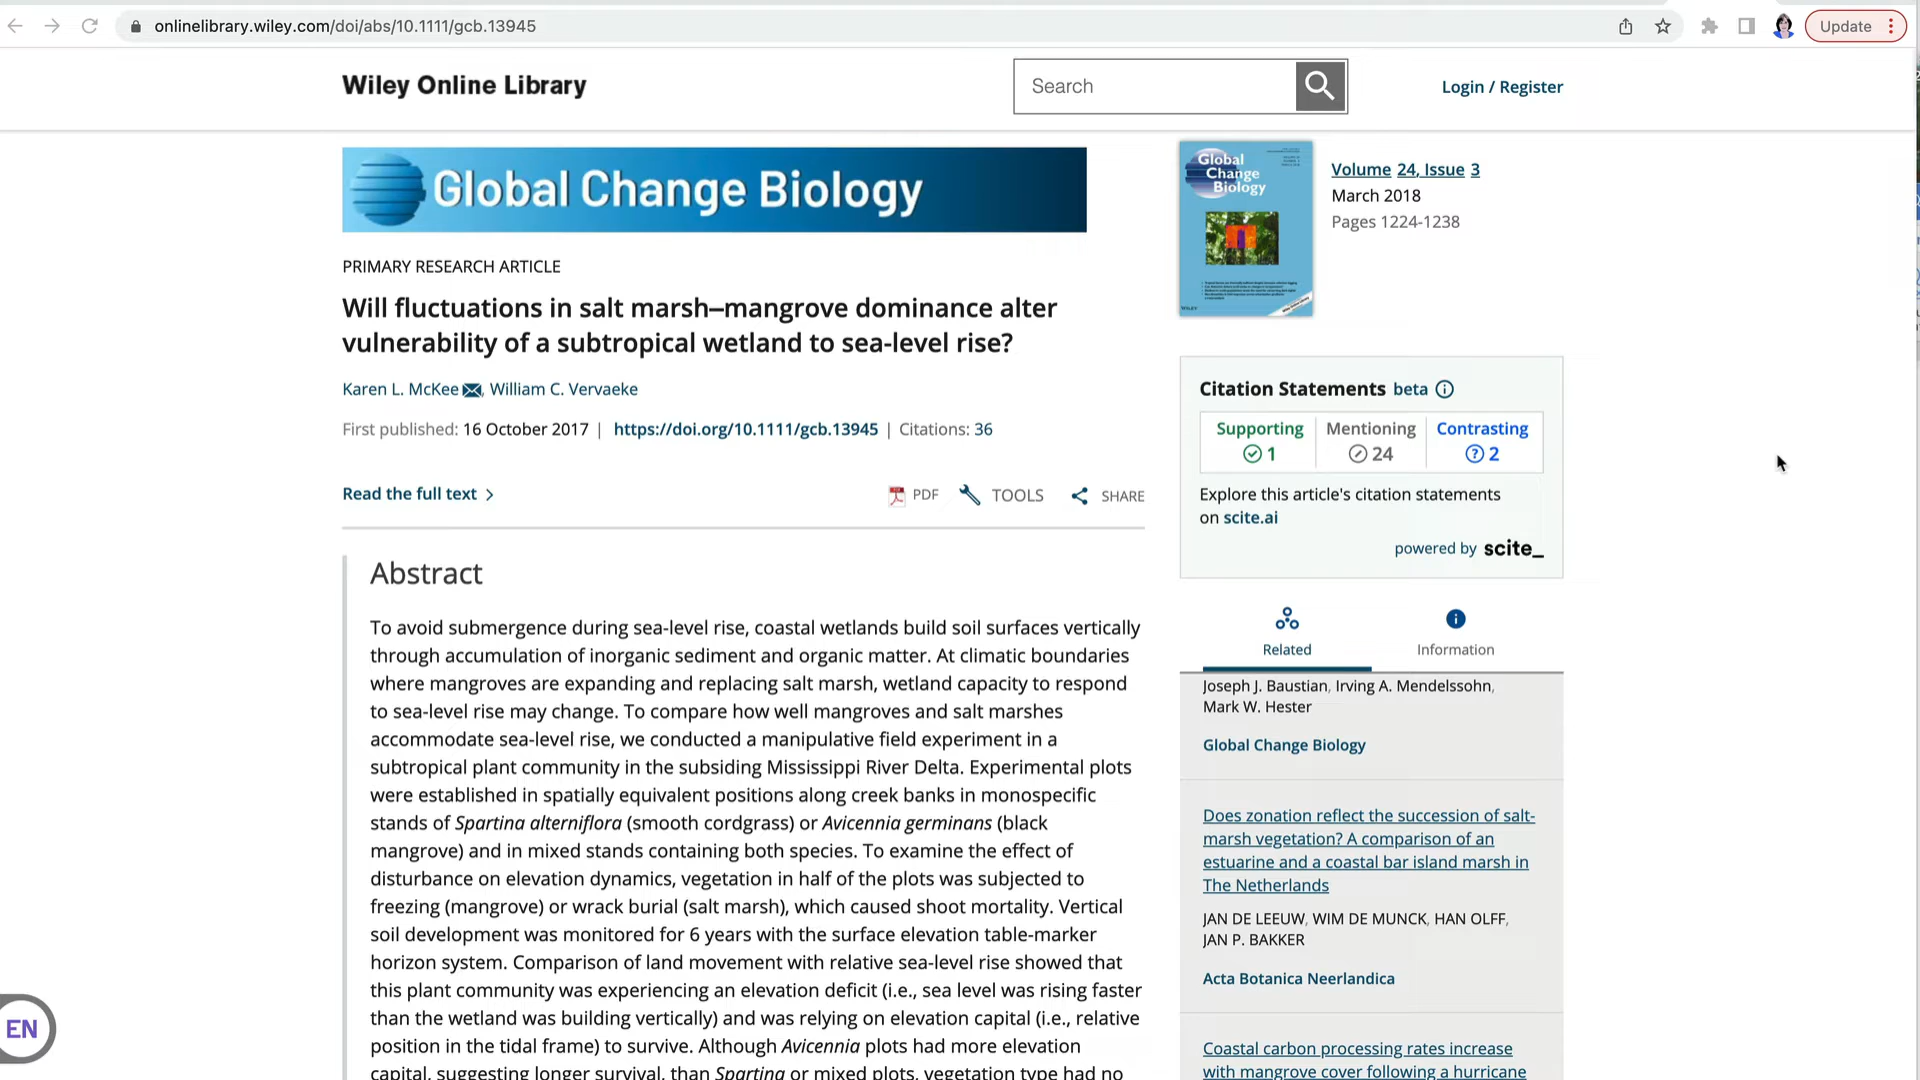 onlinelibrary.wiley.com/doi/abs/10.1111/gcb.13945
Update
Wiley Online Library
Search
Login / Register
Global Change Biology
Global
Change
Biology
WILEY
Volume 24, Issue 3
March 2018
Pages 1224-1238
PRIMARY RESEARCH ARTICLE
Will fluctuations in salt marsh–mangrove dominance alter
vulnerability of a subtropical wetland to sea-level rise?
Karen L. McKee, William C. Vervaeke
First published: 16 October 2017 | https://doi.org/10.1111/gcb.13945 | Citations: 36
Read the full text
PDF
TOOLS
SHARE
Citation Statements beta
Supporting Mentioning Contrasting
1 24 2
Explore this article's citation statements
on scite.ai
powered by scite_
Abstract
To avoid submergence during sea-level rise, coastal wetlands build soil surfaces vertically
through accumulation of inorganic sediment and organic matter. At climatic boundaries
where mangroves are expanding and replacing salt marsh, wetland capacity to respond
to sea-level rise may change. To compare how well mangroves and salt marshes
accommodate sea-level rise, we conducted a manipulative field experiment in a
subtropical plant community in the subsiding Mississippi River Delta. Experimental plots
were established in spatially equivalent positions along creek banks in monospecific
stands of Spartina alterniflora (smooth cordgrass) or Avicennia germinans (black
mangrove) and in mixed stands containing both species. To examine the effect of
disturbance on elevation dynamics, vegetation in half of the plots was subjected to
freezing (mangrove) or wrack burial (salt marsh), which caused shoot mortality. Vertical
soil development was monitored for 6 years with the surface elevation table-marker
horizon system. Comparison of land movement with relative sea-level rise showed that
this plant community was experiencing an elevation deficit (i.e., sea level was rising faster
than the wetland was building vertically) and was relying on elevation capital (i.e., relative
position in the tidal frame) to survive. Although Avicennia plots had more elevation
capital, suggesting longer survival, than Spartina or mixed plots, vegetation type had no
Related
Information
Joseph J. Baustian, Irving A. Mendelssohn,
Mark W. Hester
Global Change Biology
Does zonation reflect the succession of salt-
marsh vegetation? A comparison of an
estuarine and a coastal bar island marsh in
The Netherlands
JAN DE LEEUW, WIM DE MUNCK, HAN OLFF,
JAN P. BAKKER
Acta Botanica Neerlandica
Coastal carbon processing rates increase
with mangrove cover following a hurricane
EN